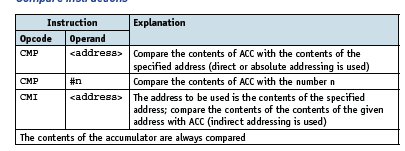 Compare instructions
Instruction Explanation
Opcode Operand
CMP <address> Compare the contents of ACC with the contents of the
specified address (direct or absolute addressing is used)
CMP #n Compare the contents of ACC with the number n
CMI <address> The address to be used is the contents of the specified
address; compare the contents of the contents of the given
address with ACC (indirect addressing is used)
The contents of the accumulator are always compared